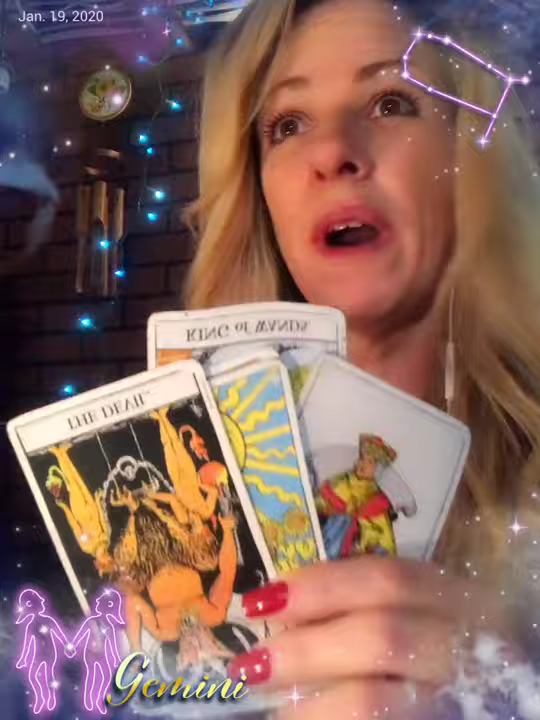 Jan. 19, 2020
KING of WANDS
THE DEVIL
Gemini